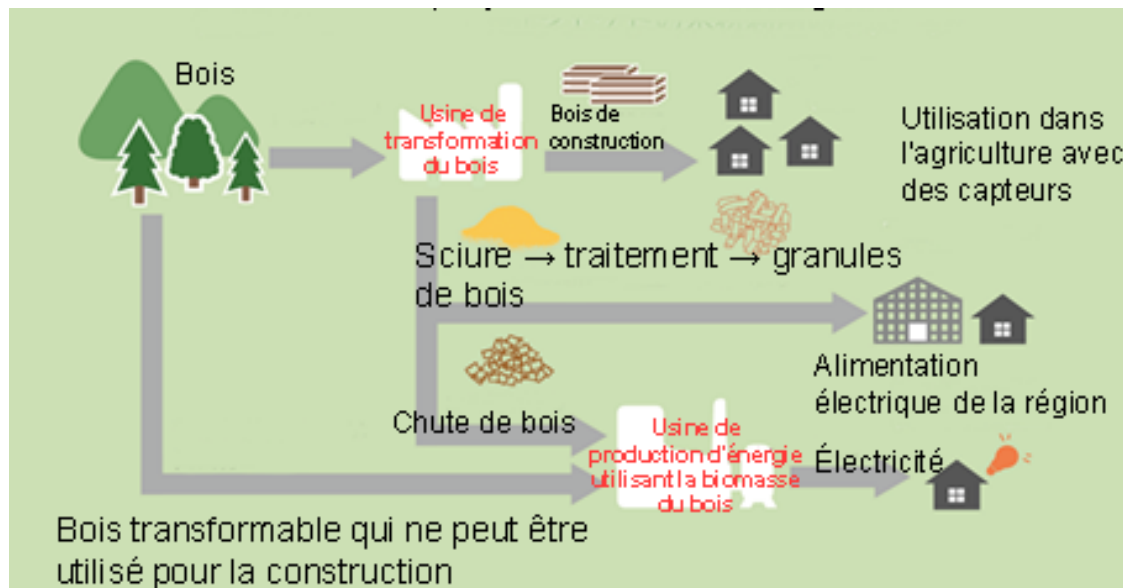 Bois
Usine de
transformation
du bois
Bois de
construction
Utilisation dans
l'agriculture avec
des capteurs
Sciure → traitement → granules
de bois
Alimentation
électrique de la région
Chute de bois
Usine de
production d'énergie
utilisant la biomasse
du bois
Électricité
Bois transformable qui ne peut être
utilisé pour la construction